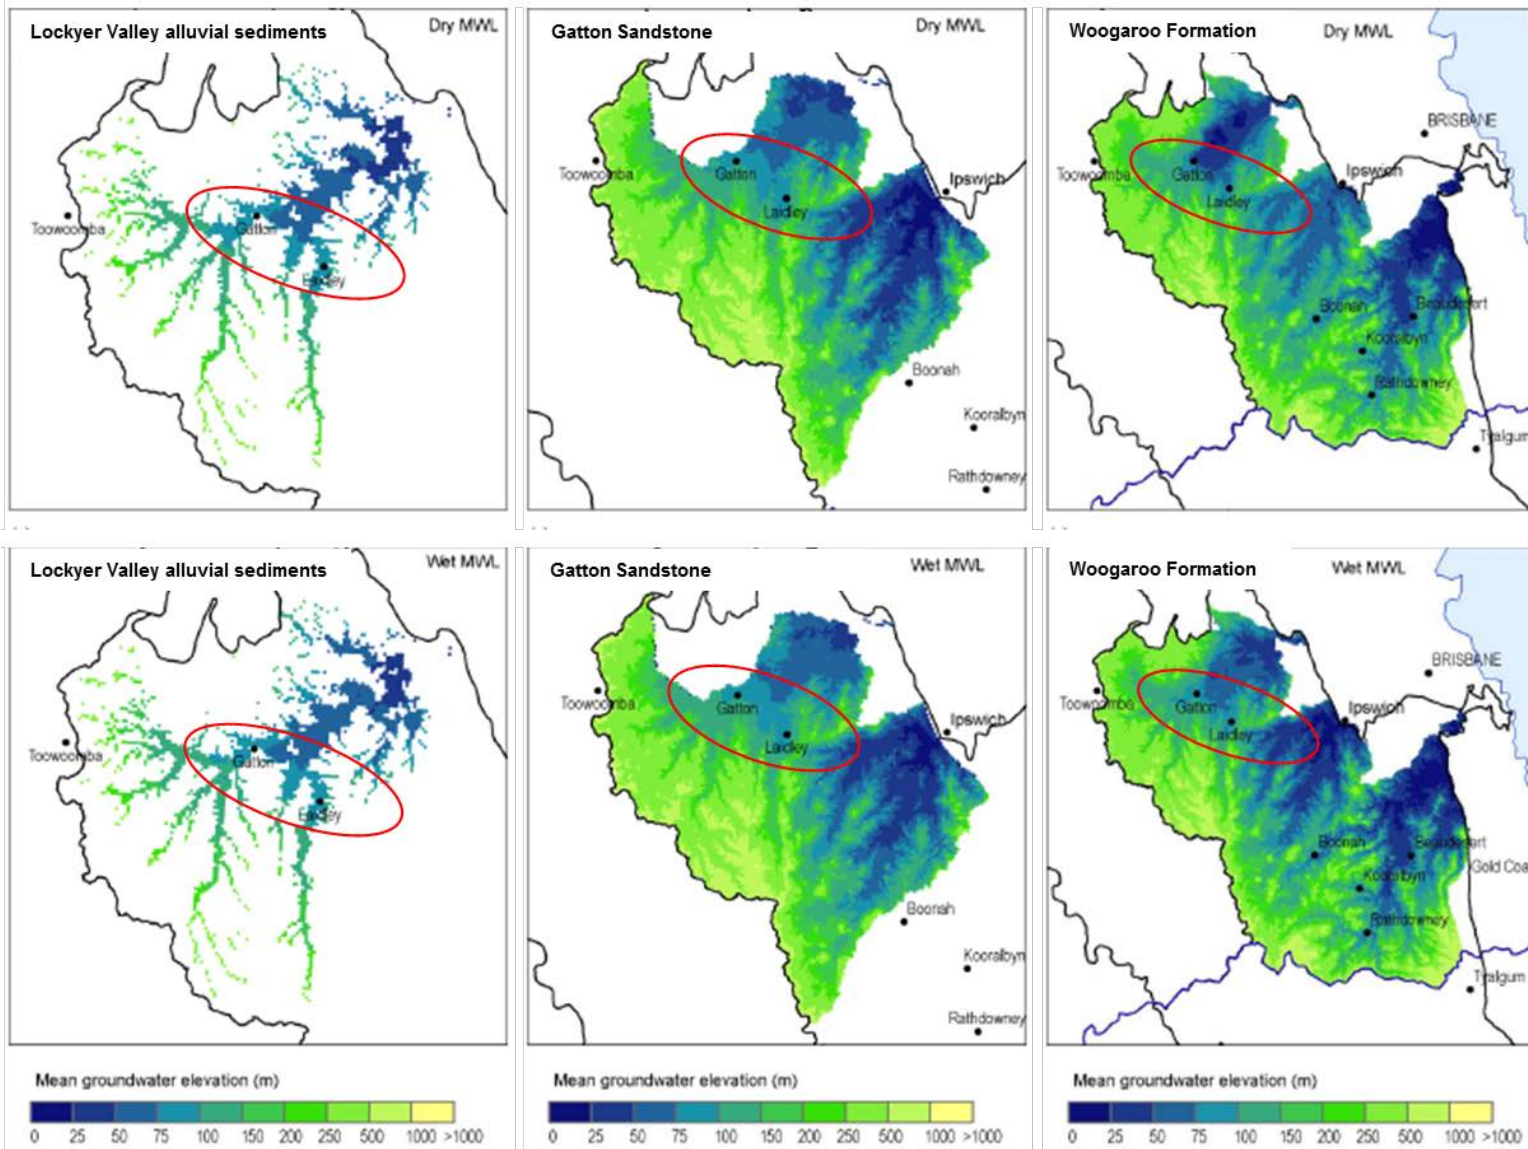 Lockyer Valley alluvial sediments
Dry MWL
Toowoomba
Gatton
Laidley
Gatton Sandstone
Dry MWL
Toowoomba
Gatton
Laidley
Ipswich
Boonah
Kooralbyn
Rathdowney
Woogaroo Formation
Dry MWL
BRISBANE
Toowoomba
Gatton
Ipswich
Laidley
Boonah
Beaudesert
Kooralbyn
Rathdowney
Tyalgum
Lockyer Valley alluvial sediments
Wet MWL
Toowoomba
Gatton
Laidley
Gatton Sandstone
Wet MWL
Toowoomba
Gatton
Laidley
Ipswich
Boonah
Kooralbyn
Rathdowney
Woogaroo Formation
Wet MWL
BRISBANE
Toowoomba
Gatton
Ipswich
Laidley
Boonah
Beaudesert
Gold Coa
Kooralbyn
Rathdowney
Tyalgum
Mean groundwater elevation (m)
0 25 50 75 100 150 200 250 500 1000 >1000
Mean groundwater elevation (m)
0 25 50 75 100 150 200 250 500 1000 >1000
Mean groundwater elevation (m)
0 25 50 75 100 150 200 250 500 1000 >1000